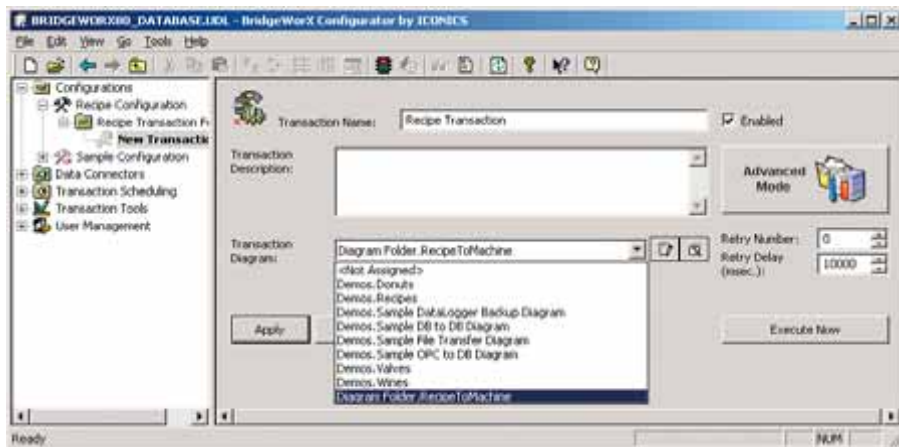 BRIDGEWORX80_DATABASE.UDL - BridgeWorX Configurator by ICONICS
File Edit View Go Tools Help
Configurations
Recipe Configuration
Recipe Transaction F
New Transactio
Sample Configuration
Data Connectors
Transaction Scheduling
Transaction Tools
User Management
Transaction Name: Recipe Transaction
Enabled
Transaction Description:
Advanced Mode
Transaction Diagram: Diagram Folder.RecipeToMachine
Retry Number: 0
Retry Delay (msec.): 10000
<Not Assigned>
Demos.Donuts
Demos.Recipes
Demos.Sample DataLogger Backup Diagram
Demos.Sample DB to DB Diagram
Demos.Sample File Transfer Diagram
Demos.Sample OPC to DB Diagram
Demos.Valves
Demos.Wines
Diagram Folder.RecipeToMachine
Apply
Execute Now
Ready
NUM